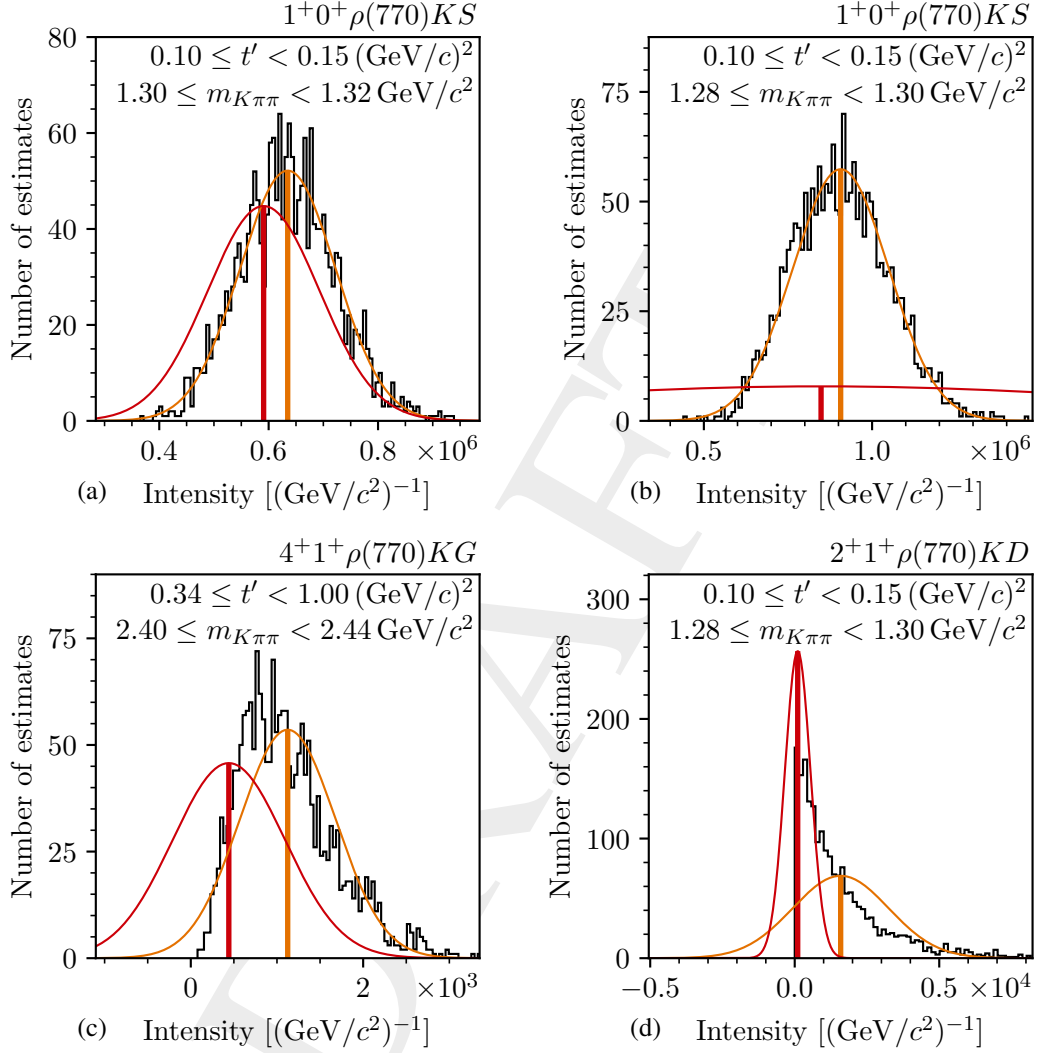 1⁺0⁺ρ(770)KS
0.10 ≤ t′ < 0.15 (GeV/c)²
1.30 ≤ m_Kππ < 1.32 GeV/c²
Number of estimates
80
60
40
20
0
0.4 0.6 0.8 ×10⁶
(a) Intensity [(GeV/c²)⁻¹]
1⁺0⁺ρ(770)KS
0.10 ≤ t′ < 0.15 (GeV/c)²
1.28 ≤ m_Kππ < 1.30 GeV/c²
Number of estimates
75
50
25
0
0.5 1.0 ×10⁶
(b) Intensity [(GeV/c²)⁻¹]
4⁺1⁺ρ(770)KG
0.34 ≤ t′ < 1.00 (GeV/c)²
2.40 ≤ m_Kππ < 2.44 GeV/c²
Number of estimates
75
50
25
0
0 2 ×10³
(c) Intensity [(GeV/c²)⁻¹]
2⁺1⁺ρ(770)KD
0.10 ≤ t′ < 0.15 (GeV/c)²
1.28 ≤ m_Kππ < 1.30 GeV/c²
Number of estimates
300
200
100
0
−0.5 0.0 0.5 ×10⁴
(d) Intensity [(GeV/c²)⁻¹]
DRAFT